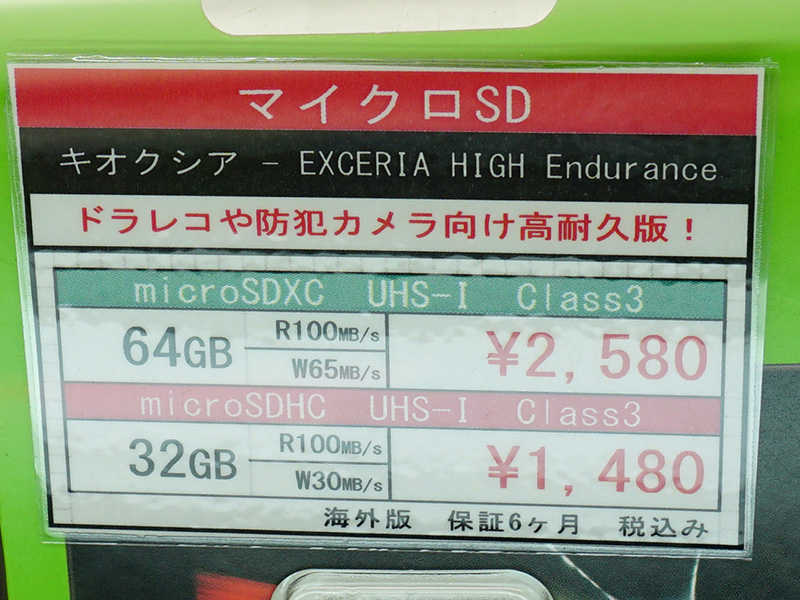 マイクロSD
キオクシア - EXCERIA HIGH Endurance
ドラレコや防犯カメラ向け高耐久版！
microSDXC UHS-I Class3
64GB R100MB/s ¥2,580
W65MB/s
microSDHC UHS-I Class3
32GB R100MB/s ¥1,480
W30MB/s
海外版 保証6ヶ月 税込み